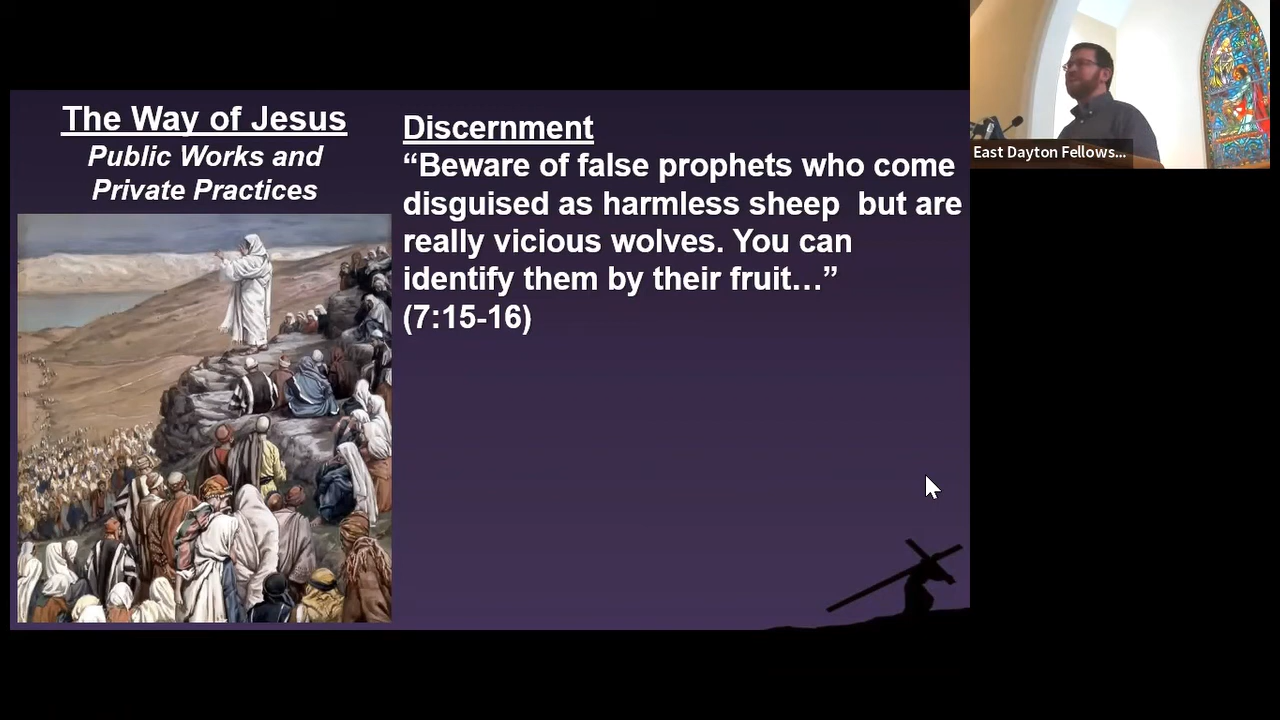 The Way of Jesus
Public Works and
Private Practices
Discernment
“Beware of false prophets who come
disguised as harmless sheep  but are
really vicious wolves. You can
identify them by their fruit…”
(7:15-16)
East Dayton Fellows...